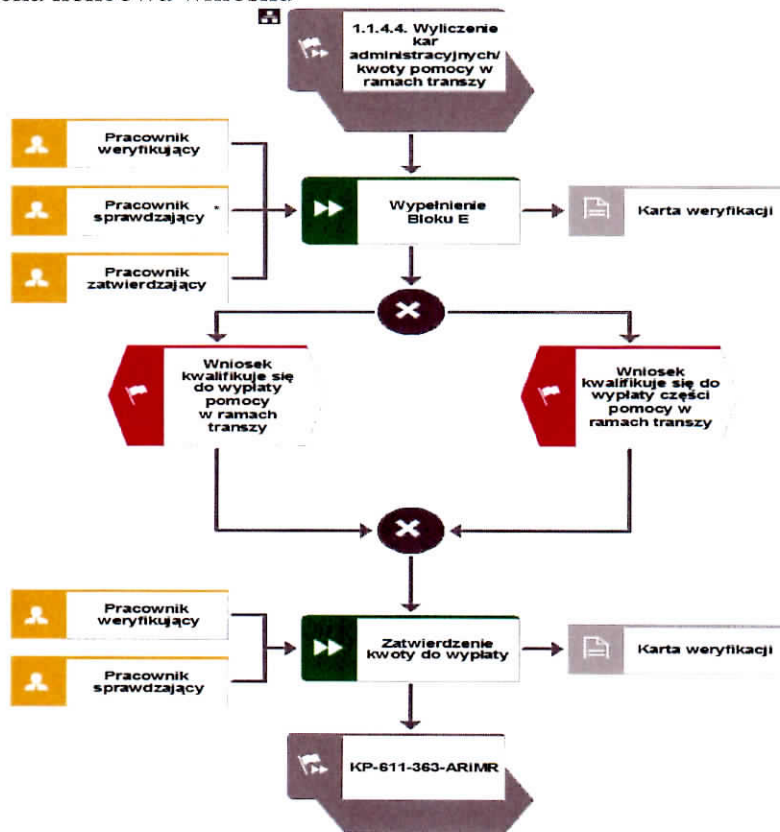 1.1.4.4. Wyliczenie
kar
administracyjnych/
kwoty pomocy w
ramach transzy
Pracownik
weryfikujący
Pracownik
sprawdzający *
Pracownik
zatwierdzający
Wypełnienie
Bloku E
Karta weryfikacji
Wniosek
kwalifikuje się
do wypłaty
pomocy
w ramach
transzy
Wniosek
kwalifikuje się do
wypłaty części
pomocy w
ramach transzy
Pracownik
weryfikujący
Pracownik
sprawdzający
Zatwierdzenie
kwoty do wypłaty
Karta weryfikacji
KP-611-363-ARiMR